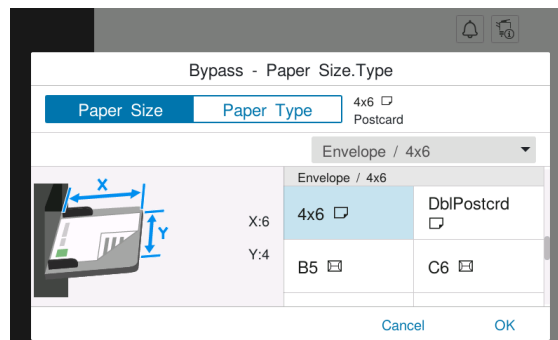 Bypass - Paper Size.Type
Paper Size
Paper Type
4x6
Postcard
Envelope / 4x6
Envelope / 4x6
X
Y
X:6
Y:4
4x6
DblPostcrd
B5
C6
Cancel
OK